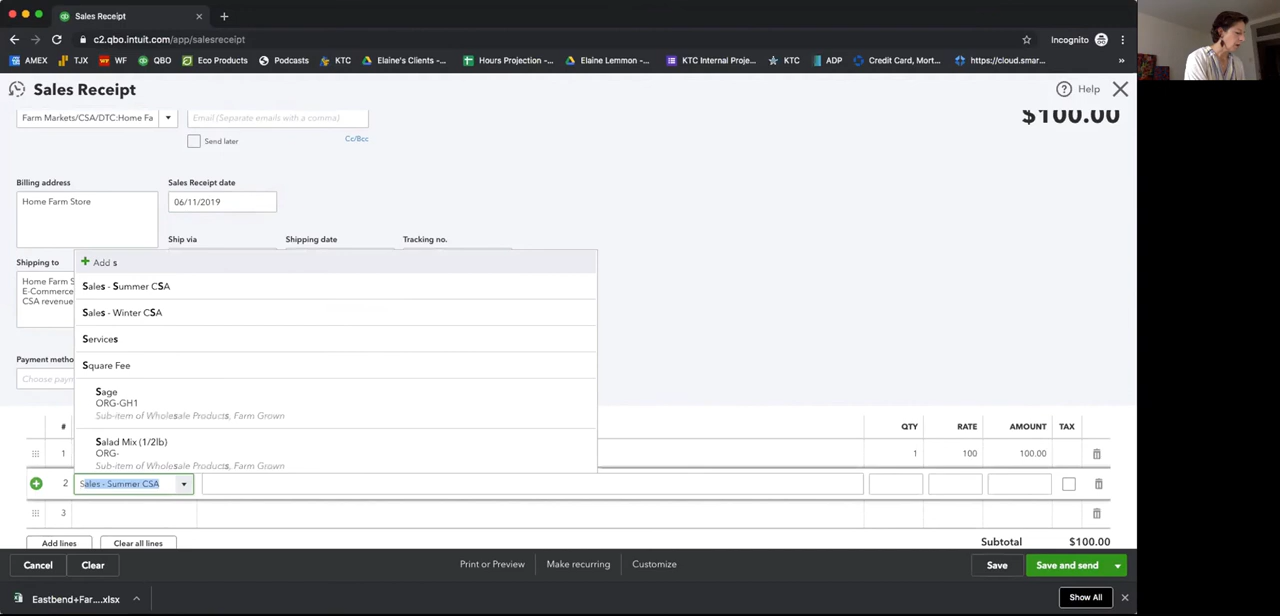 Sales Receipt
c2.qbo.intuit.com/app/salesreceipt
Incognito
AMEX
TJX
WF
QBO
Eco Products
Podcasts
KTC
Elaine's Clients - ...
Hours Projection -...
Elaine Lemmon -...
KTC Internal Proje...
KTC
ADP
Credit Card, Mort...
https://cloud.smar...
»
Sales Receipt
Help
Farm Markets/CSA/DTC:Home Fa
Email (Separate emails with a comma)
$100.00
Send later
Cc/Bcc
Billing address
Sales Receipt date
Home Farm Store
06/11/2019
Ship via
Shipping date
Tracking no.
Shipping to
Home Farm S
E-Commerce
CSA revenue
Add s
Sales - Summer CSA
Sales - Winter CSA
Services
Square Fee
Sage
ORG-GH1
Sub-item of Wholesale Products, Farm Grown
Salad Mix (1/2lb)
ORG-
Sub-item of Wholesale Products, Farm Grown
Payment metho
Choose paym
#
QTY
RATE
AMOUNT
TAX
1
1
100
100.00
2
Sales - Summer CSA
3
Add lines
Clear all lines
Subtotal
$100.00
Cancel
Clear
Print or Preview
Make recurring
Customize
Save
Save and send
Eastbend+Far....xlsx
Show All